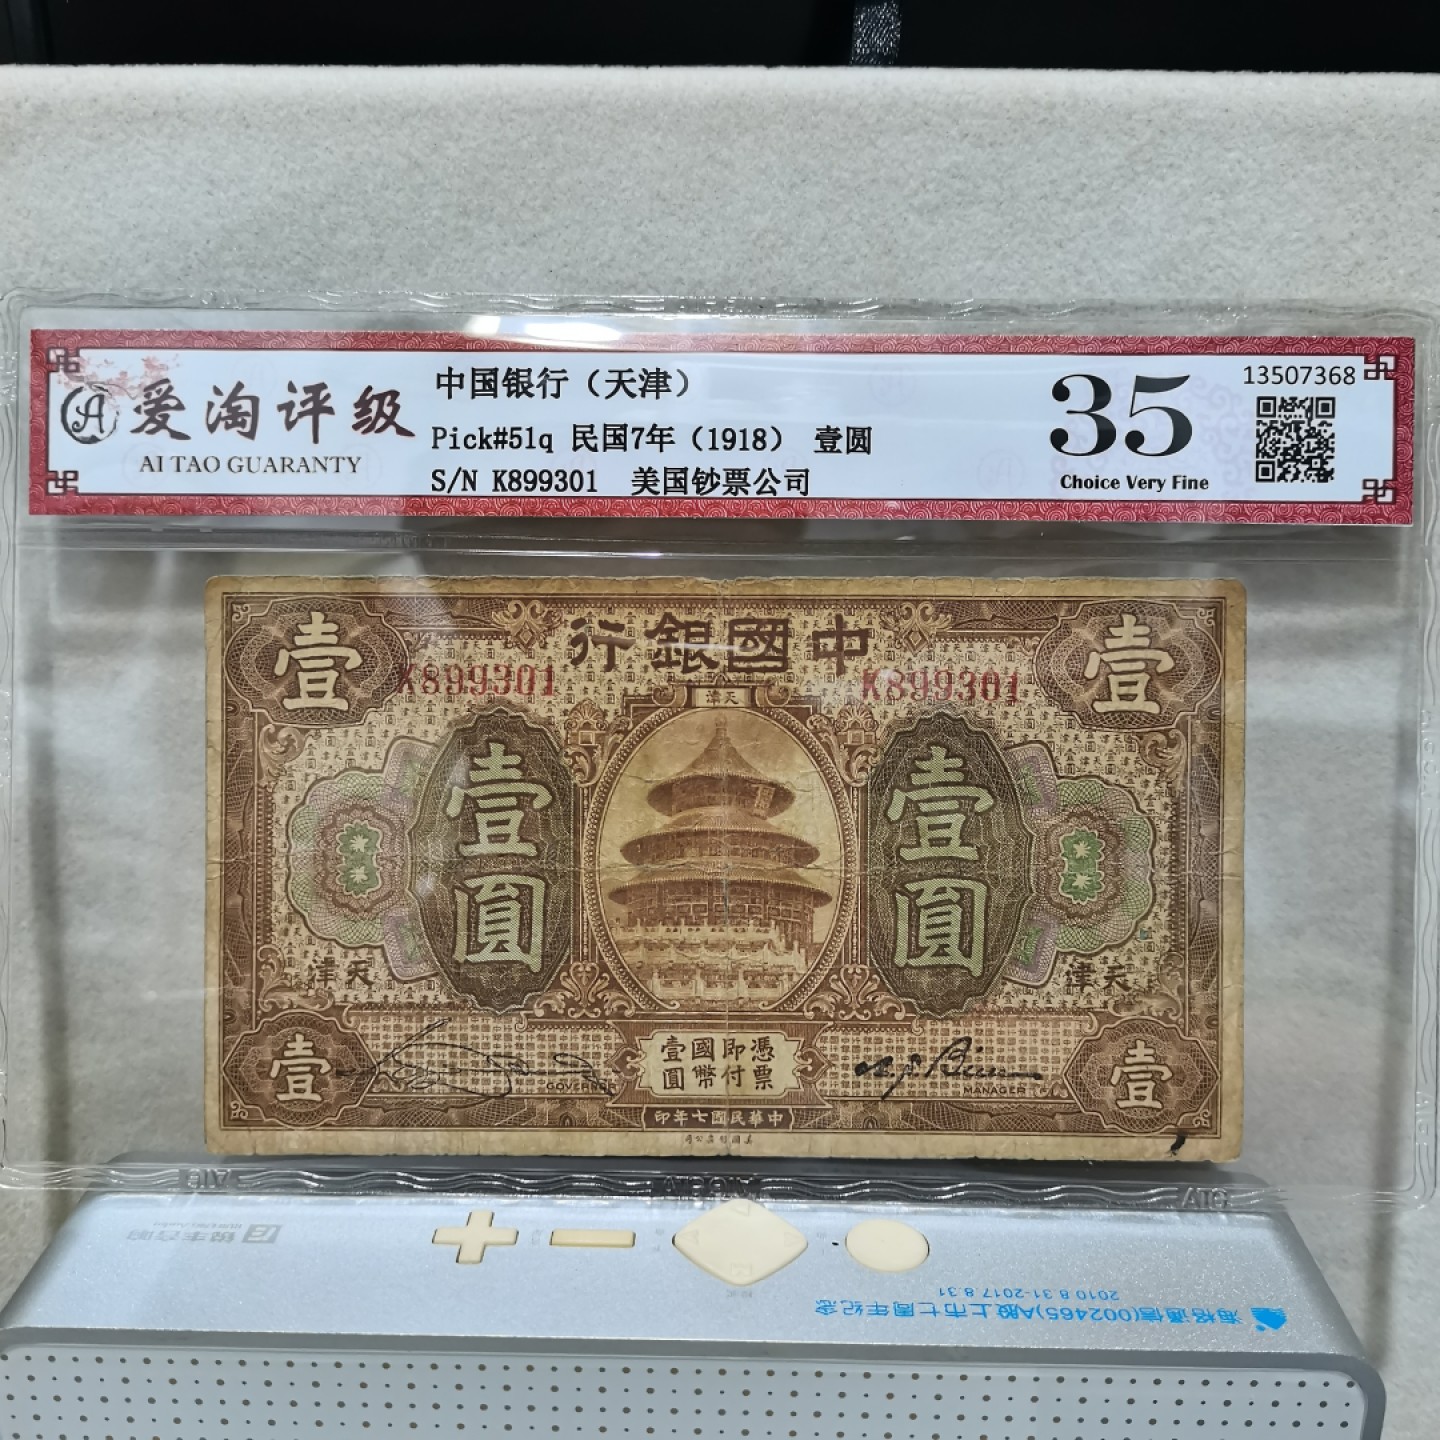 爱淘评级
AI TAO GUARANTY
中国银行（天津）
Pick#51q 民国7年（1918） 壹圆
S/N K899301 美国钞票公司
35
Choice Very Fine
13507368
行銀國中
壹
壹
K899301
K899301
津天
壹圓
壹圓
津天
津天
壹
壹
壹國即憑
圓幣付票
GOVERNOR
MANAGER
印年七國民華中
海格通信(002465)A股上市七周年纪念
2010.8.31-2017.8.31